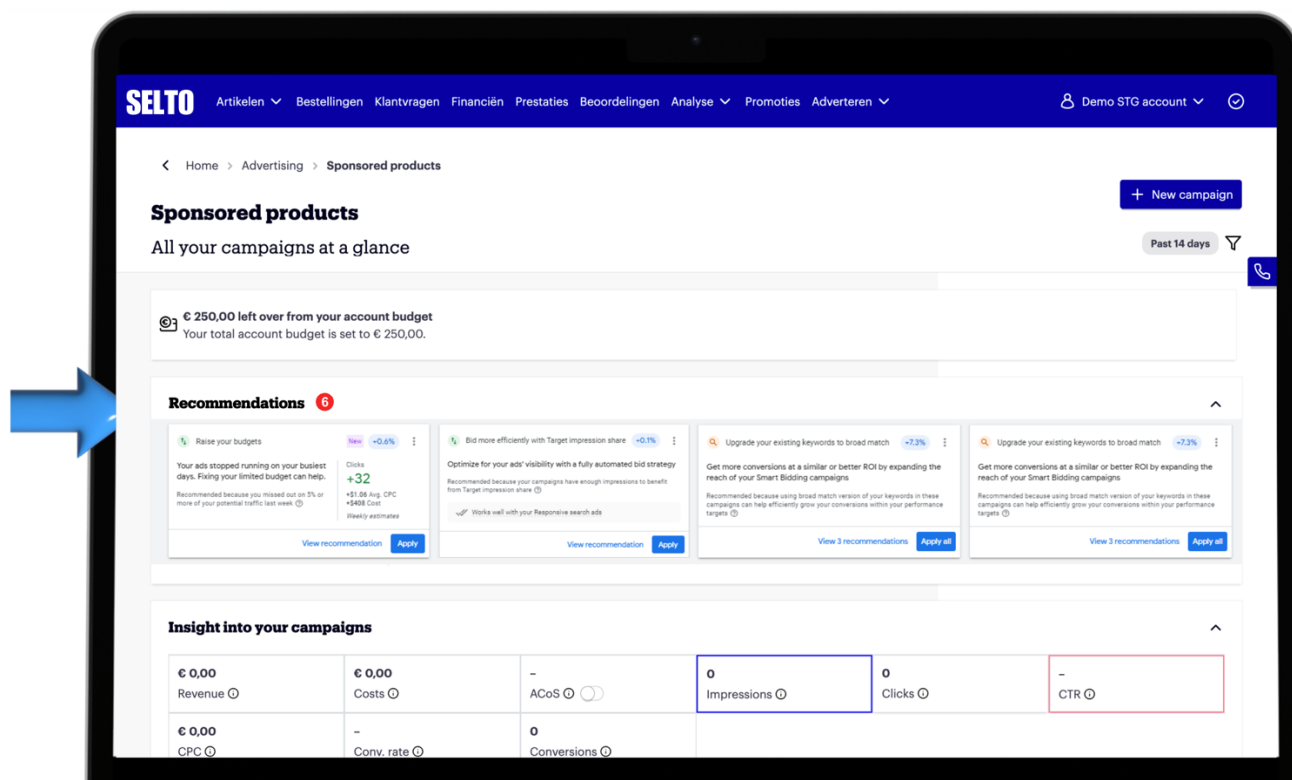 SELTO
Artikelen Bestellingen Klantvragen Financiën Prestaties Beoordelingen Analyse Promoties Adverteren Demo STG account
Home > Advertising > Sponsored products
+ New campaign
Sponsored products
All your campaigns at a glance
Past 14 days
€ 250,00 left over from your account budget
Your total account budget is set to € 250,00.
Recommendations 6
Raise your budgets New +0.6%
Your ads stopped running on your busiest
days. Fixing your limited budget can help.
Recommended because you missed out on 5% or
more of your potential traffic last week
Clicks
+32
+$1.06 Avg. CPC
+$408 Cost
Weekly estimates
View recommendation Apply
Bid more efficiently with Target impression share +0.1%
Optimize for your ads' visibility with a fully automated bid strategy
Recommended because your campaigns have enough impressions to benefit
from Target impression share
Works well with your Responsive search ads
View recommendation Apply
Upgrade your existing keywords to broad match +7.3%
Get more conversions at a similar or better ROI by expanding the
reach of your Smart Bidding campaigns
Recommended because using broad match version of your keywords in these
campaigns can help efficiently grow your conversions within your performance
targets
View 3 recommendations Apply all
Upgrade your existing keywords to broad match +7.3%
Get more conversions at a similar or better ROI by expanding the
reach of your Smart Bidding campaigns
Recommended because using broad match version of your keywords in these
campaigns can help efficiently grow your conversions within your performance
targets
View 3 recommendations Apply all
Insight into your campaigns
€ 0,00
Revenue
€ 0,00
Costs
–
ACoS
0
Impressions
0
Clicks
–
CTR
€ 0,00
CPC
–
Conv. rate
0
Conversions